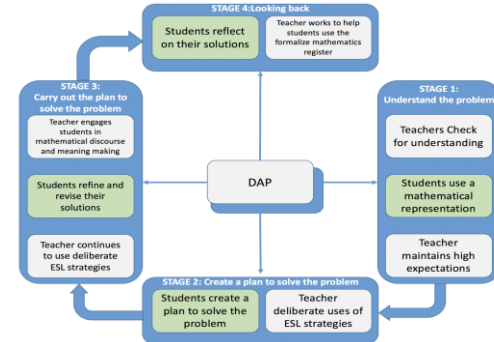 STAGE 4:Looking back
Students reflect
on their solutions
Teacher works to help
students use the
formalize mathematics
register
STAGE 3:
Carry out the plan to
solve the problem
Teacher engages
students in
mathematical discourse
and meaning making
Students refine and
revise their
solutions
Teacher continues
to use deliberate
ESL strategies
STAGE 1:
Understand the problem
Teachers Check
for understanding
Students use a
mathematical
representation
Teacher
maintains high
expectations
DAP
STAGE 2: Create a plan to solve the problem
Students create a
plan to solve the
problem
Teacher
deliberate uses of
ESL strategies